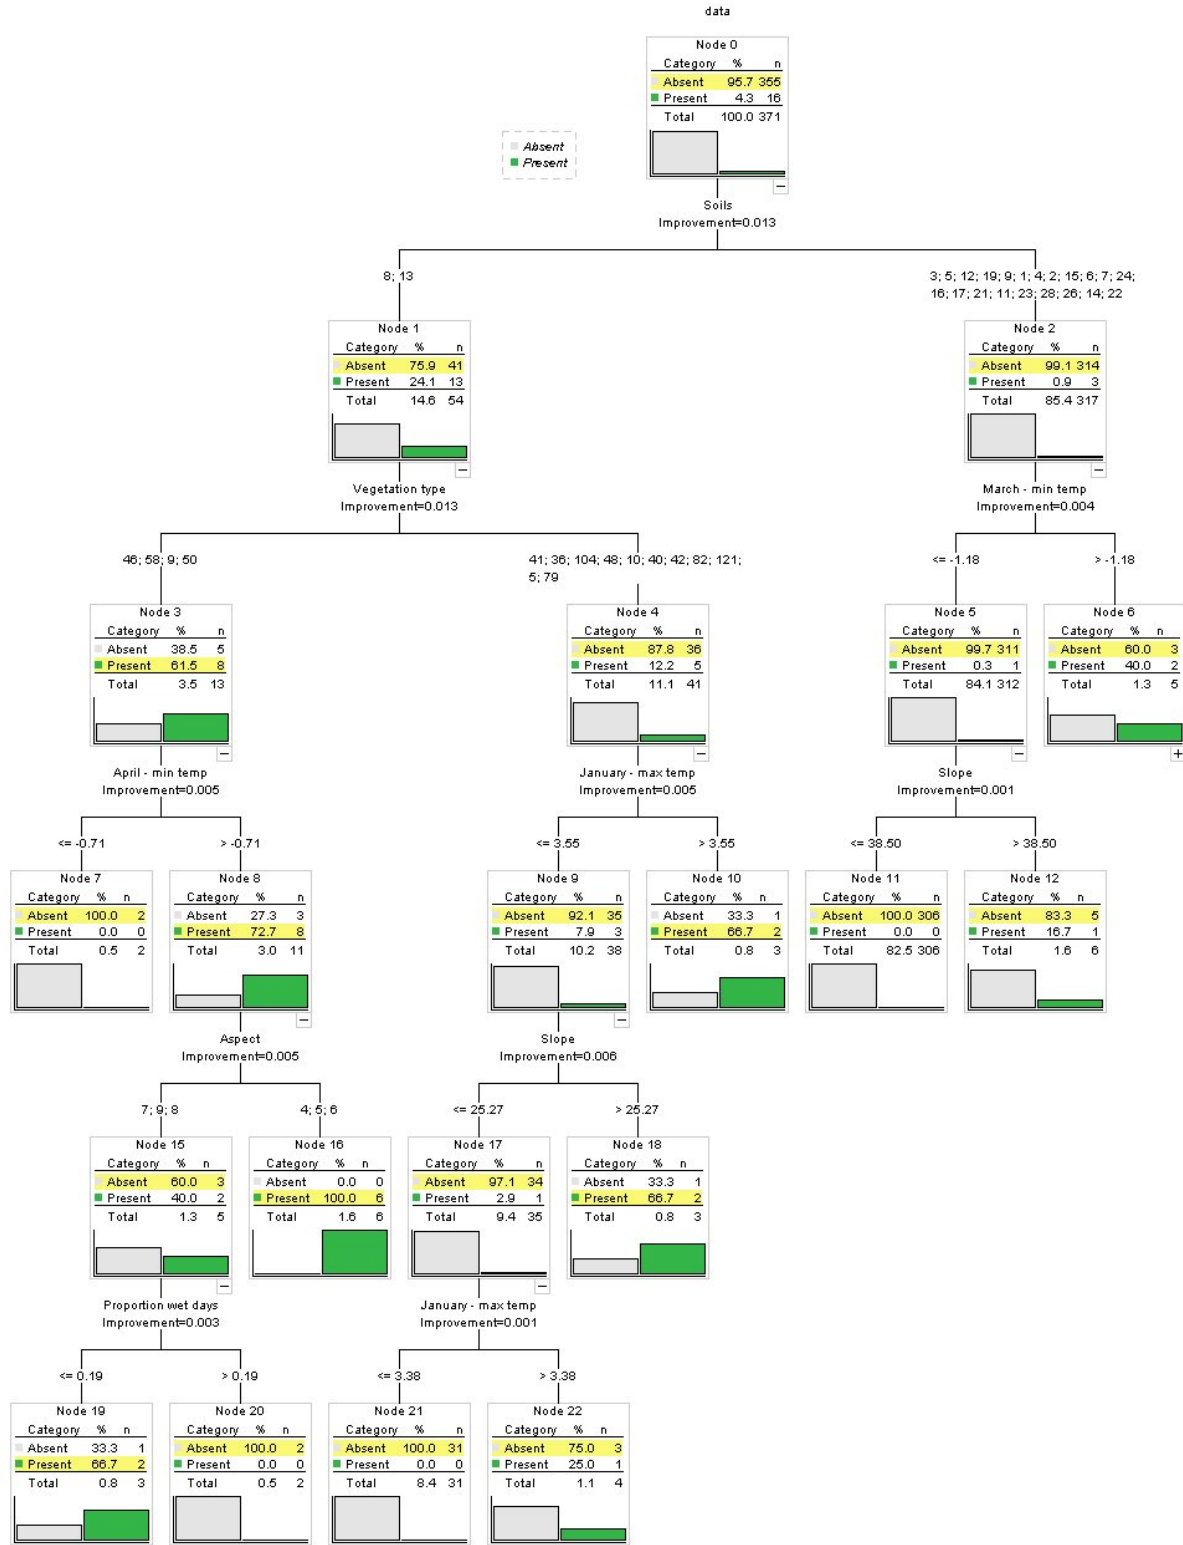 data
Node 0
Category % n
Absent 95.7 355
Present 4.3 16
Total 100.0 371
Absent
Present
Soils
Improvement=0.013
8; 13
3; 5; 12; 19; 9; 1; 4; 2; 15; 6; 7; 24;
16; 17; 21; 11; 23; 28; 26; 14; 22
Node 1
Category % n
Absent 75.9 41
Present 24.1 13
Total 14.6 54
Node 2
Category % n
Absent 99.1 314
Present 0.9 3
Total 85.4 317
Vegetation type
Improvement=0.013
March - min temp
Improvement=0.004
46; 58; 9; 50
41; 36; 104; 48; 10; 40; 42; 82; 121;
5; 79
<= -1.18
> -1.18
Node 3
Category % n
Absent 38.5 5
Present 61.5 8
Total 3.5 13
Node 4
Category % n
Absent 87.8 36
Present 12.2 5
Total 11.1 41
Node 5
Category % n
Absent 99.7 311
Present 0.3 1
Total 84.1 312
Node 6
Category % n
Absent 60.0 3
Present 40.0 2
Total 1.3 5
April - min temp
Improvement=0.005
January - max temp
Improvement=0.005
Slope
Improvement=0.001
<= -0.71
> -0.71
<= 3.55
> 3.55
<= 38.50
> 38.50
Node 7
Category % n
Absent 100.0 2
Present 0.0 0
Total 0.5 2
Node 8
Category % n
Absent 27.3 3
Present 72.7 8
Total 3.0 11
Node 9
Category % n
Absent 92.1 35
Present 7.9 3
Total 10.2 38
Node 10
Category % n
Absent 33.3 1
Present 66.7 2
Total 0.8 3
Node 11
Category % n
Absent 100.0 306
Present 0.0 0
Total 82.5 306
Node 12
Category % n
Absent 83.3 5
Present 16.7 1
Total 1.6 6
Aspect
Improvement=0.005
Slope
Improvement=0.006
7; 9; 8
4; 5; 6
<= 25.27
> 25.27
Node 15
Category % n
Absent 60.0 3
Present 40.0 2
Total 1.3 5
Node 16
Category % n
Absent 0.0 0
Present 100.0 6
Total 1.6 6
Node 17
Category % n
Absent 97.1 34
Present 2.9 1
Total 9.4 35
Node 18
Category % n
Absent 33.3 1
Present 66.7 2
Total 0.8 3
Proportion wet days
Improvement=0.003
January - max temp
Improvement=0.001
<= 0.19
> 0.19
<= 3.38
> 3.38
Node 19
Category % n
Absent 33.3 1
Present 66.7 2
Total 0.8 3
Node 20
Category % n
Absent 100.0 2
Present 0.0 0
Total 0.5 2
Node 21
Category % n
Absent 100.0 31
Present 0.0 0
Total 8.4 31
Node 22
Category % n
Absent 75.0 3
Present 25.0 1
Total 1.1 4